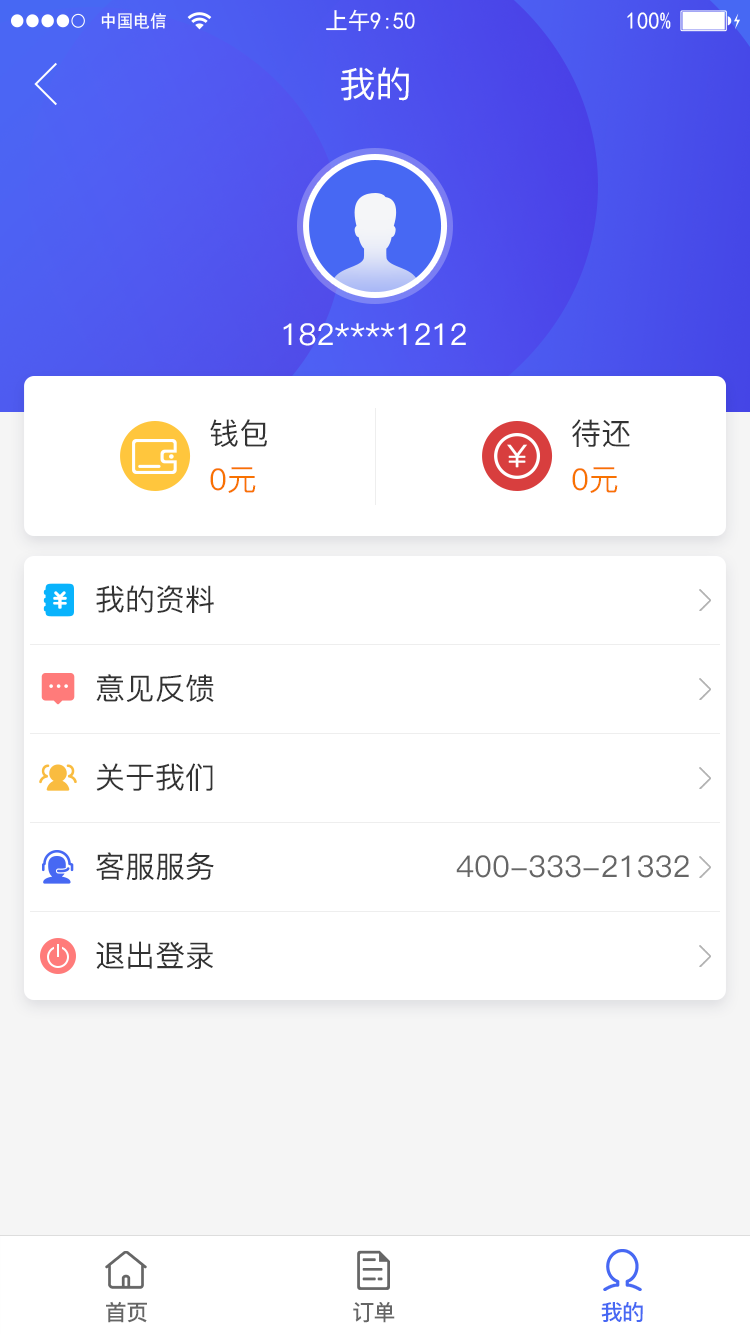 中国电信 上午9:50 100%
我的
182****1212
钱包 待还
0元 0元
我的资料
意见反馈
关于我们
客服服务 400-333-21332
退出登录
首页 订单 我的